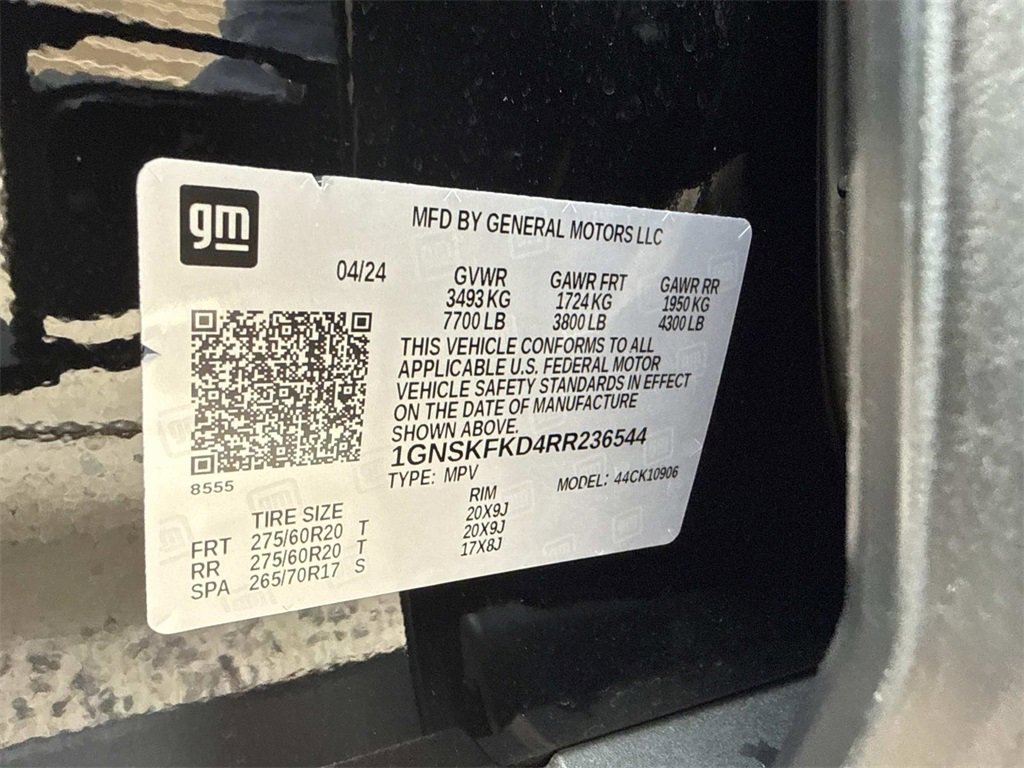 gm
MFD BY GENERAL MOTORS LLC
04/24 GVWR GAWR FRT GAWR RR
3493 KG 1724 KG 1950 KG
7700 LB 3800 LB 4300 LB
THIS VEHICLE CONFORMS TO ALL
APPLICABLE U.S. FEDERAL MOTOR
VEHICLE SAFETY STANDARDS IN EFFECT
ON THE DATE OF MANUFACTURE
SHOWN ABOVE.
1GNSKFKD4RR236544
8555
TYPE: MPV MODEL: 44CK10906
TIRE SIZE RIM
FRT 275/60R20 T 20X9J
RR 275/60R20 T 20X9J
SPA 265/70R17 S 17X8J